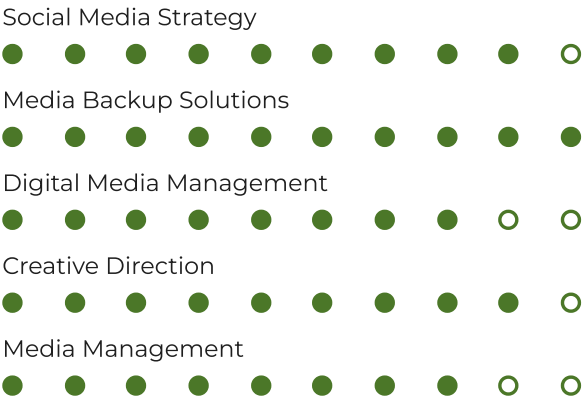 Social Media Strategy
Media Backup Solutions
Digital Media Management
Creative Direction
Media Management